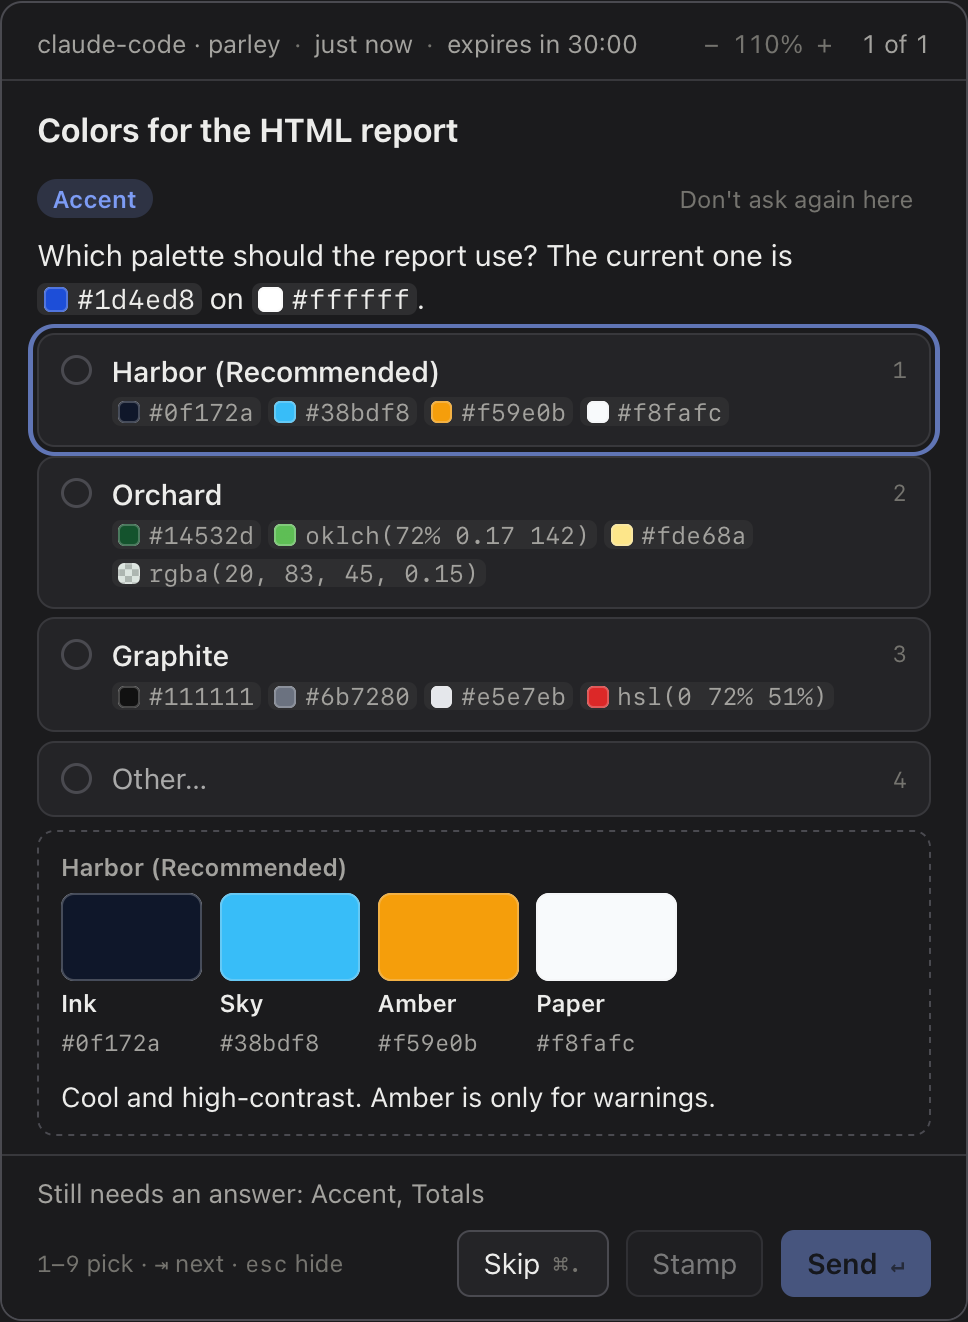 claude-code · parley · just now · expires in 30:00 − 110% + 1 of 1
Colors for the HTML report
Accent Don't ask again here
Which palette should the report use? The current one is
#1d4ed8 on #ffffff.
Harbor (Recommended) 1
#0f172a #38bdf8 #f59e0b #f8fafc
Orchard 2
#14532d oklch(72% 0.17 142) #fde68a
rgba(20, 83, 45, 0.15)
Graphite 3
#111111 #6b7280 #e5e7eb hsl(0 72% 51%)
Other… 4
Harbor (Recommended)
Ink Sky Amber Paper
#0f172a #38bdf8 #f59e0b #f8fafc
Cool and high-contrast. Amber is only for warnings.
Still needs an answer: Accent, Totals
1–9 pick · ⇥ next · esc hide Skip ⌘. Stamp Send ↵